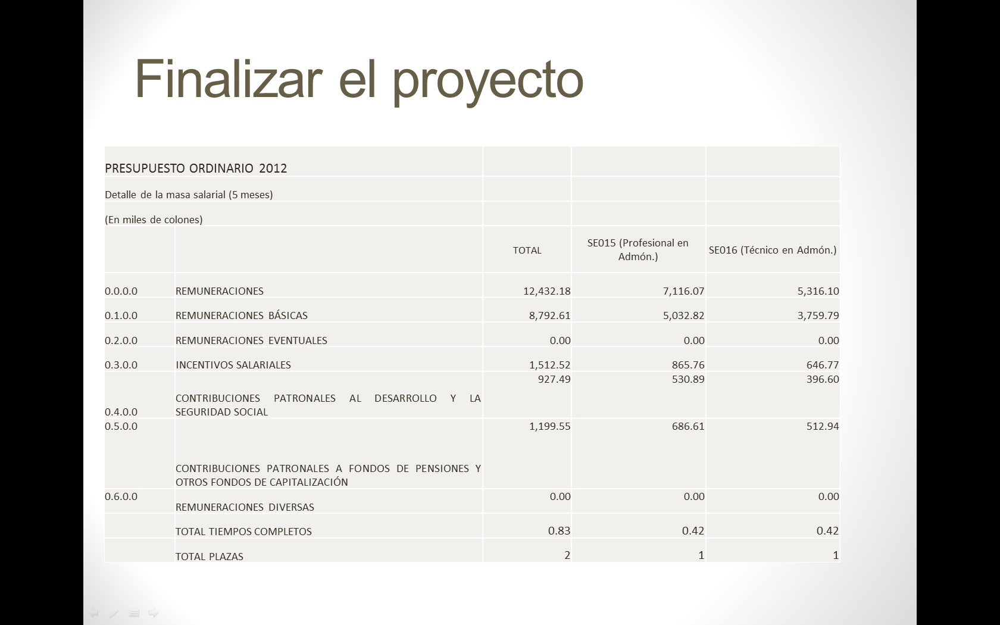 Finalizar el proyecto
PRESUPUESTO ORDINARIO 2012
Detalle de la masa salarial (5 meses)
(En miles de colones)
TOTAL
SE015 (Profesional en
Admón.)
SE016 (Técnico en Admón.)
0.0.0.0 REMUNERACIONES 12,432.18 7,116.07 5,316.10
0.1.0.0 REMUNERACIONES BÁSICAS 8,792.61 5,032.82 3,759.79
0.2.0.0 REMUNERACIONES EVENTUALES 0.00 0.00 0.00
0.3.0.0 INCENTIVOS SALARIALES 1,512.52 865.76 646.77
927.49 530.89 396.60
CONTRIBUCIONES PATRONALES AL DESARROLLO Y LA
0.4.0.0 SEGURIDAD SOCIAL
0.5.0.0 1,199.55 686.61 512.94
CONTRIBUCIONES PATRONALES A FONDOS DE PENSIONES Y
OTROS FONDOS DE CAPITALIZACIÓN
0.6.0.0 0.00 0.00 0.00
REMUNERACIONES DIVERSAS
TOTAL TIEMPOS COMPLETOS 0.83 0.42 0.42
TOTAL PLAZAS 2 1 1